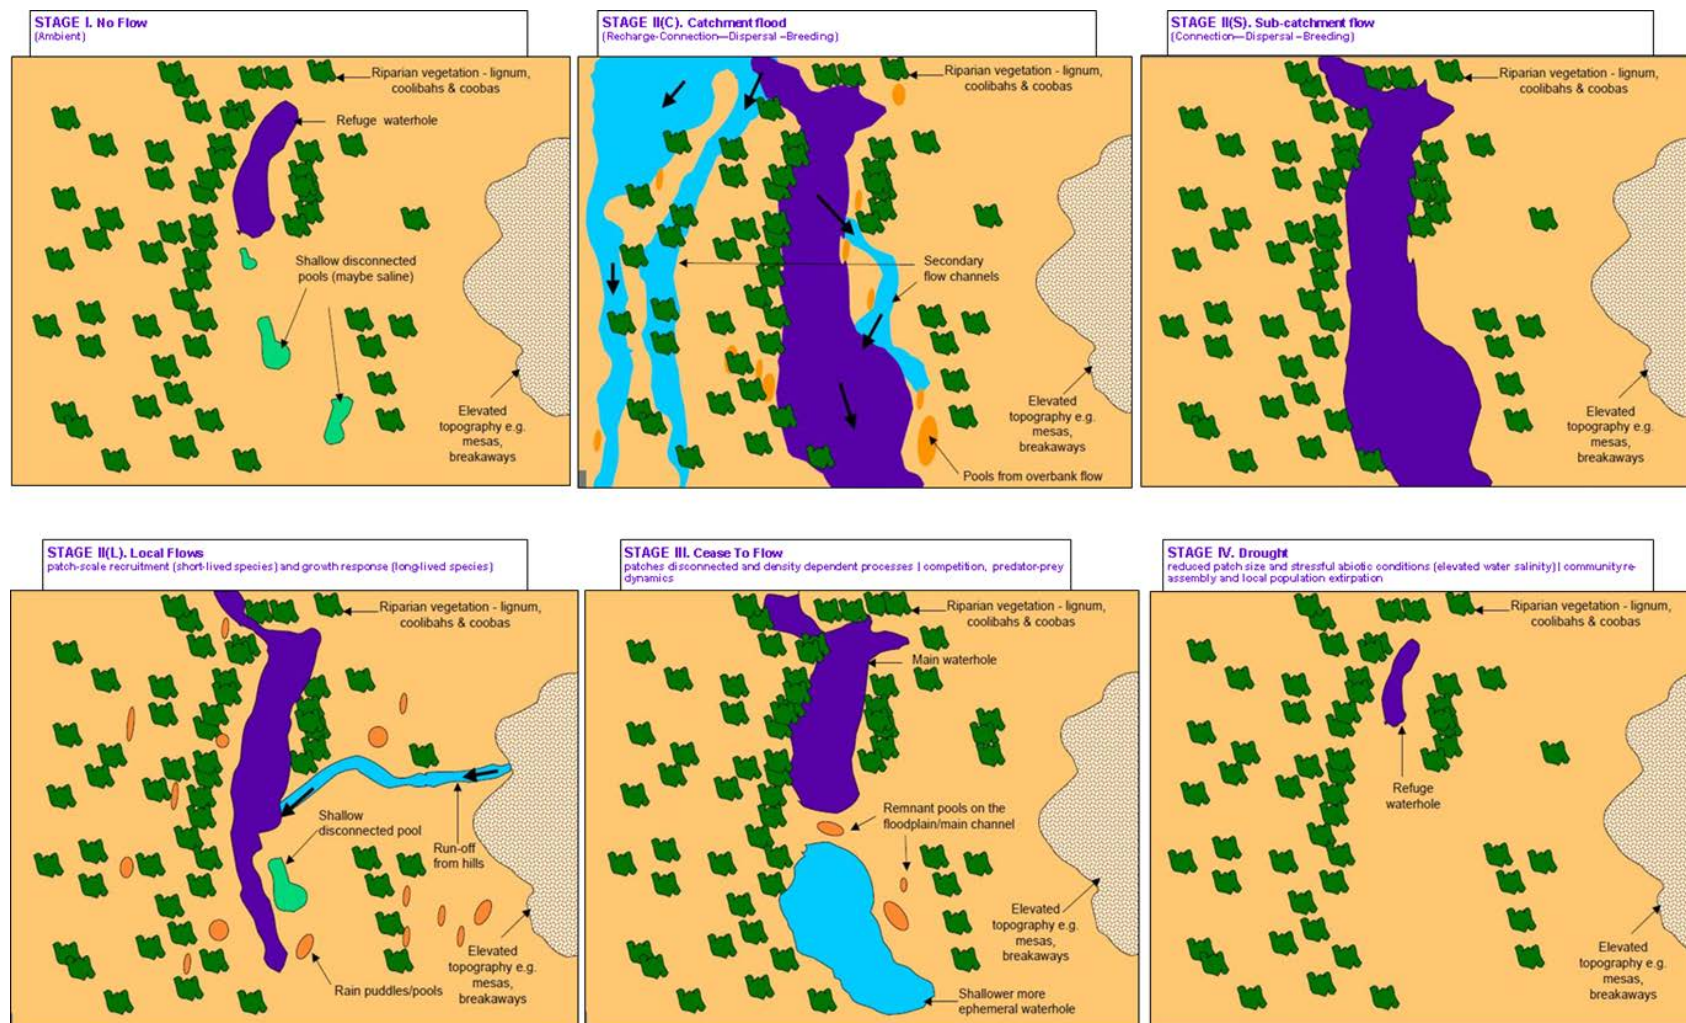 STAGE I. No Flow
(Ambient)
Riparian vegetation - lignum,
coolibahs & coobas
Refuge waterhole
Shallow disconnected
pools (maybe saline)
Elevated
topography e.g.
mesas,
breakaways
STAGE II(C). Catchment flood
(Recharge-Connection—Dispersal –Breeding)
Riparian vegetation - lignum,
coolibahs & coobas
Secondary
flow channels
Elevated
topography e.g.
mesas,
breakaways
Pools from overbank flow
STAGE II(S). Sub-catchment flow
(Connection—Dispersal –Breeding)
Riparian vegetation - lignum,
coolibahs & coobas
Elevated
topography e.g.
mesas,
breakaways
STAGE II(L). Local Flows
patch-scale recruitment (short-lived species) and growth response (long-lived species)
Riparian vegetation - lignum,
coolibahs & coobas
Shallow
disconnected pool
Run-off
from hills
Elevated
topography e.g.
mesas,
breakaways
Rain puddles/pools
STAGE III. Cease To Flow
patches disconnected and density dependent processes | competition, predator-prey
dynamics
Riparian vegetation - lignum,
coolibahs & coobas
Main waterhole
Remnant pools on the
floodplain/main channel
Elevated
topography e.g.
mesas,
breakaways
Shallower more
ephemeral waterhole
STAGE IV. Drought
reduced patch size and stressful abiotic conditions (elevated water salinity) | community re-
assembly and local population extirpation
Riparian vegetation - lignum,
coolibahs & coobas
Refuge
waterhole
Elevated
topography e.g.
mesas,
breakaways